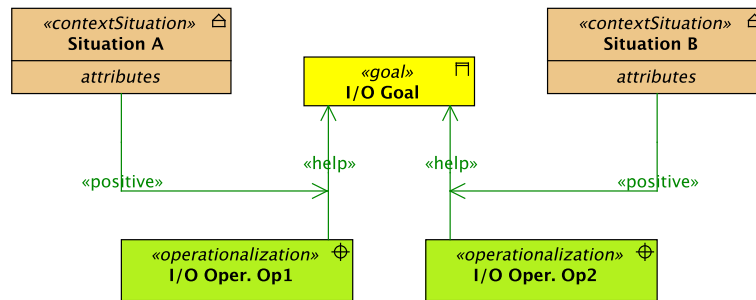 «contextSituation»
Situation A
attributes
«contextSituation»
Situation B
attributes
«goal»
I/O Goal
«help»
«help»
«positive»
«positive»
«operationalization»
I/O Oper. Op1
«operationalization»
I/O Oper. Op2